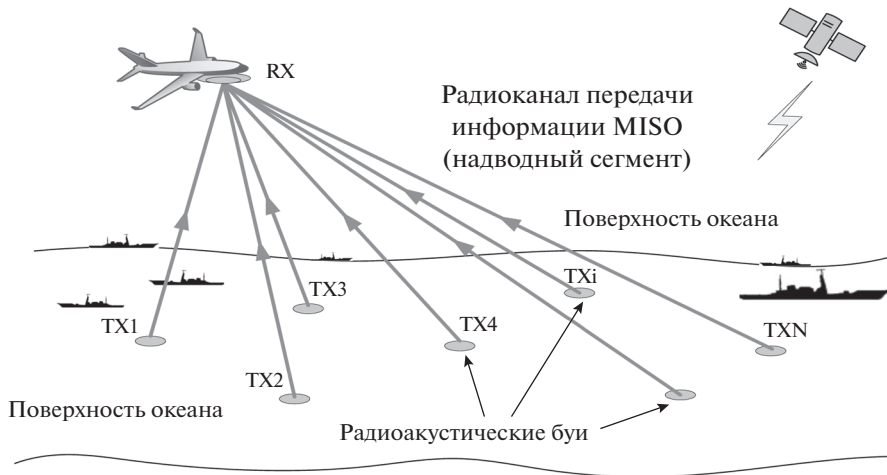 RX
Радиоканал передачи
информации MISO
(надводный сегмент)
Поверхность океана
TXi
TX3
TX1
TX4
TXN
TX2
Поверхность океана
Радиоакустические буи